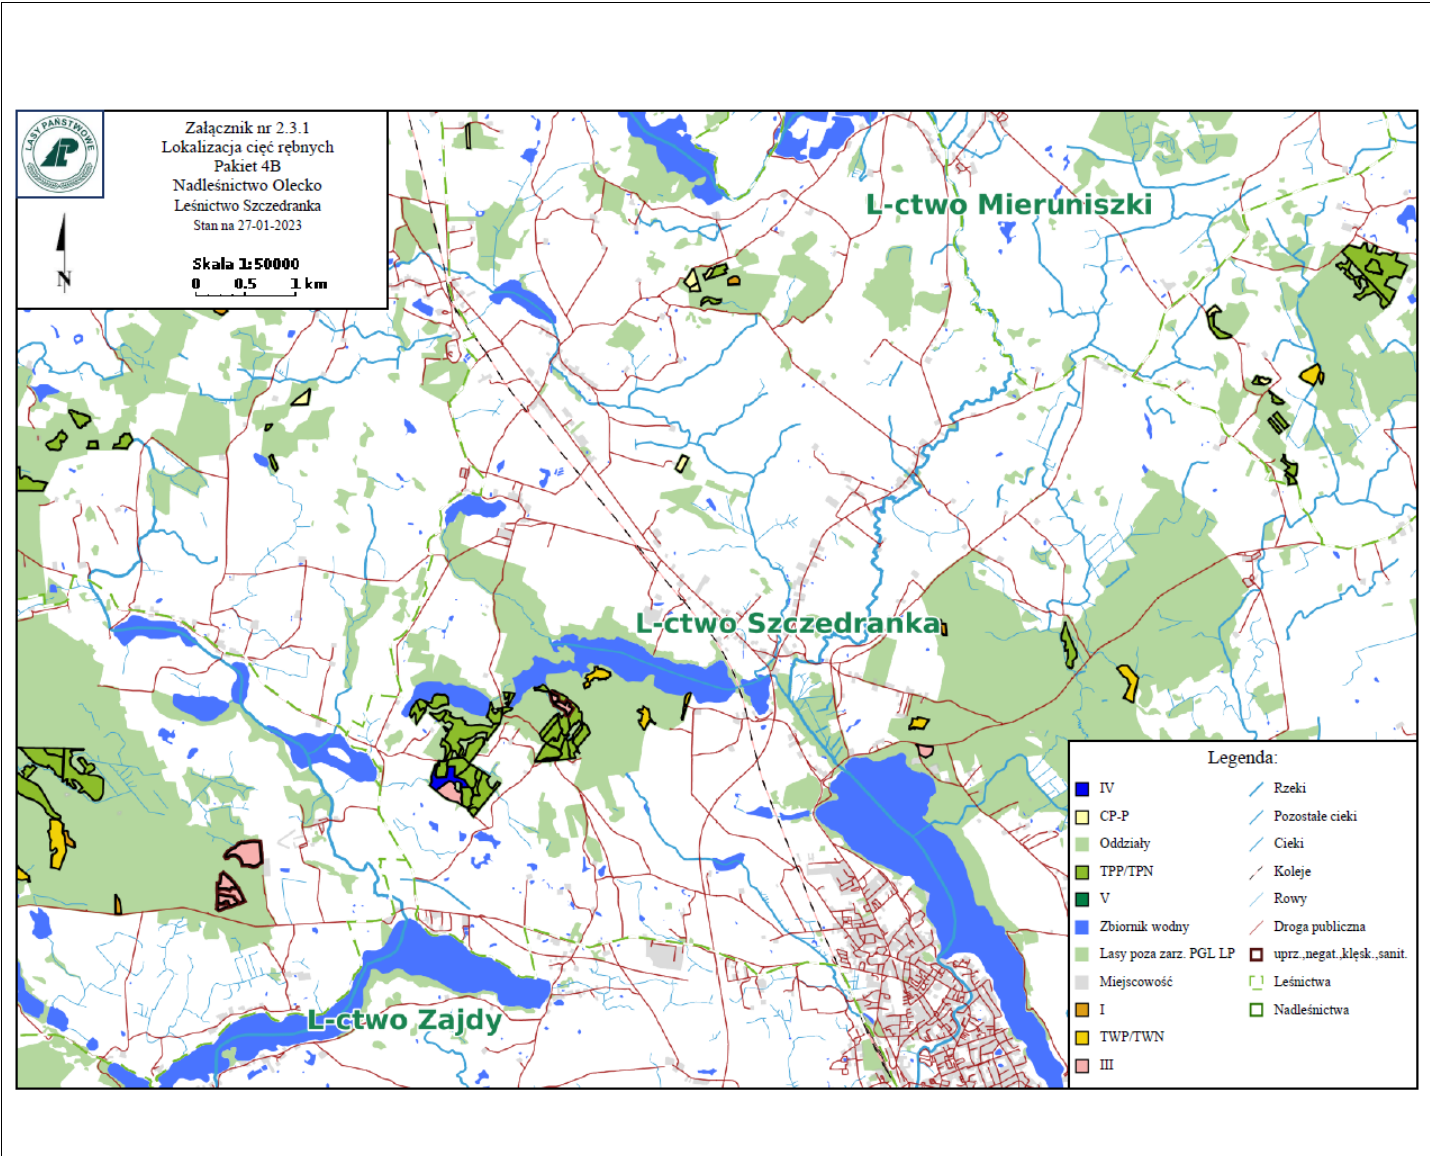 LASY PAŃSTWOWE
Załącznik nr 2.3.1
Lokalizacja cięć rębnych
Pakiet 4B
Nadleśnictwo Olecko
Leśnictwo Szczedranka
Stan na 27-01-2023
N
Skala 1:50000
0 0.5 1 km
L-ctwo Mieruniszki
L-ctwo Szczedranka
L-ctwo Zajdy
Legenda:
IV
CP-P
Oddziały
TPP/TPN
V
Zbiornik wodny
Lasy poza zarz. PGL LP
Miejscowość
I
TWP/TWN
III
Rzeki
Pozostałe cieki
Cieki
Koleje
Rowy
Droga publiczna
uprz.,negat.,klęsk.,sanit.
Leśnictwa
Nadleśnictwa